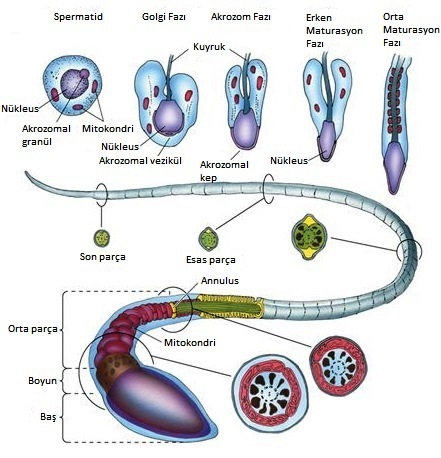 Spermatid
Golgi Fazı
Akrozom Fazı
Erken
Maturasyon
Fazı
Orta
Maturasyon
Fazı
Kuyruk
Nükleus
Akrozomal
granül
Mitokondri
Nükleus
Akrozomal vezikül
Akrozomal
kep
Nükleus
Son parça
Esas parça
Annulus
Orta parça
Mitokondri
Boyun
Baş